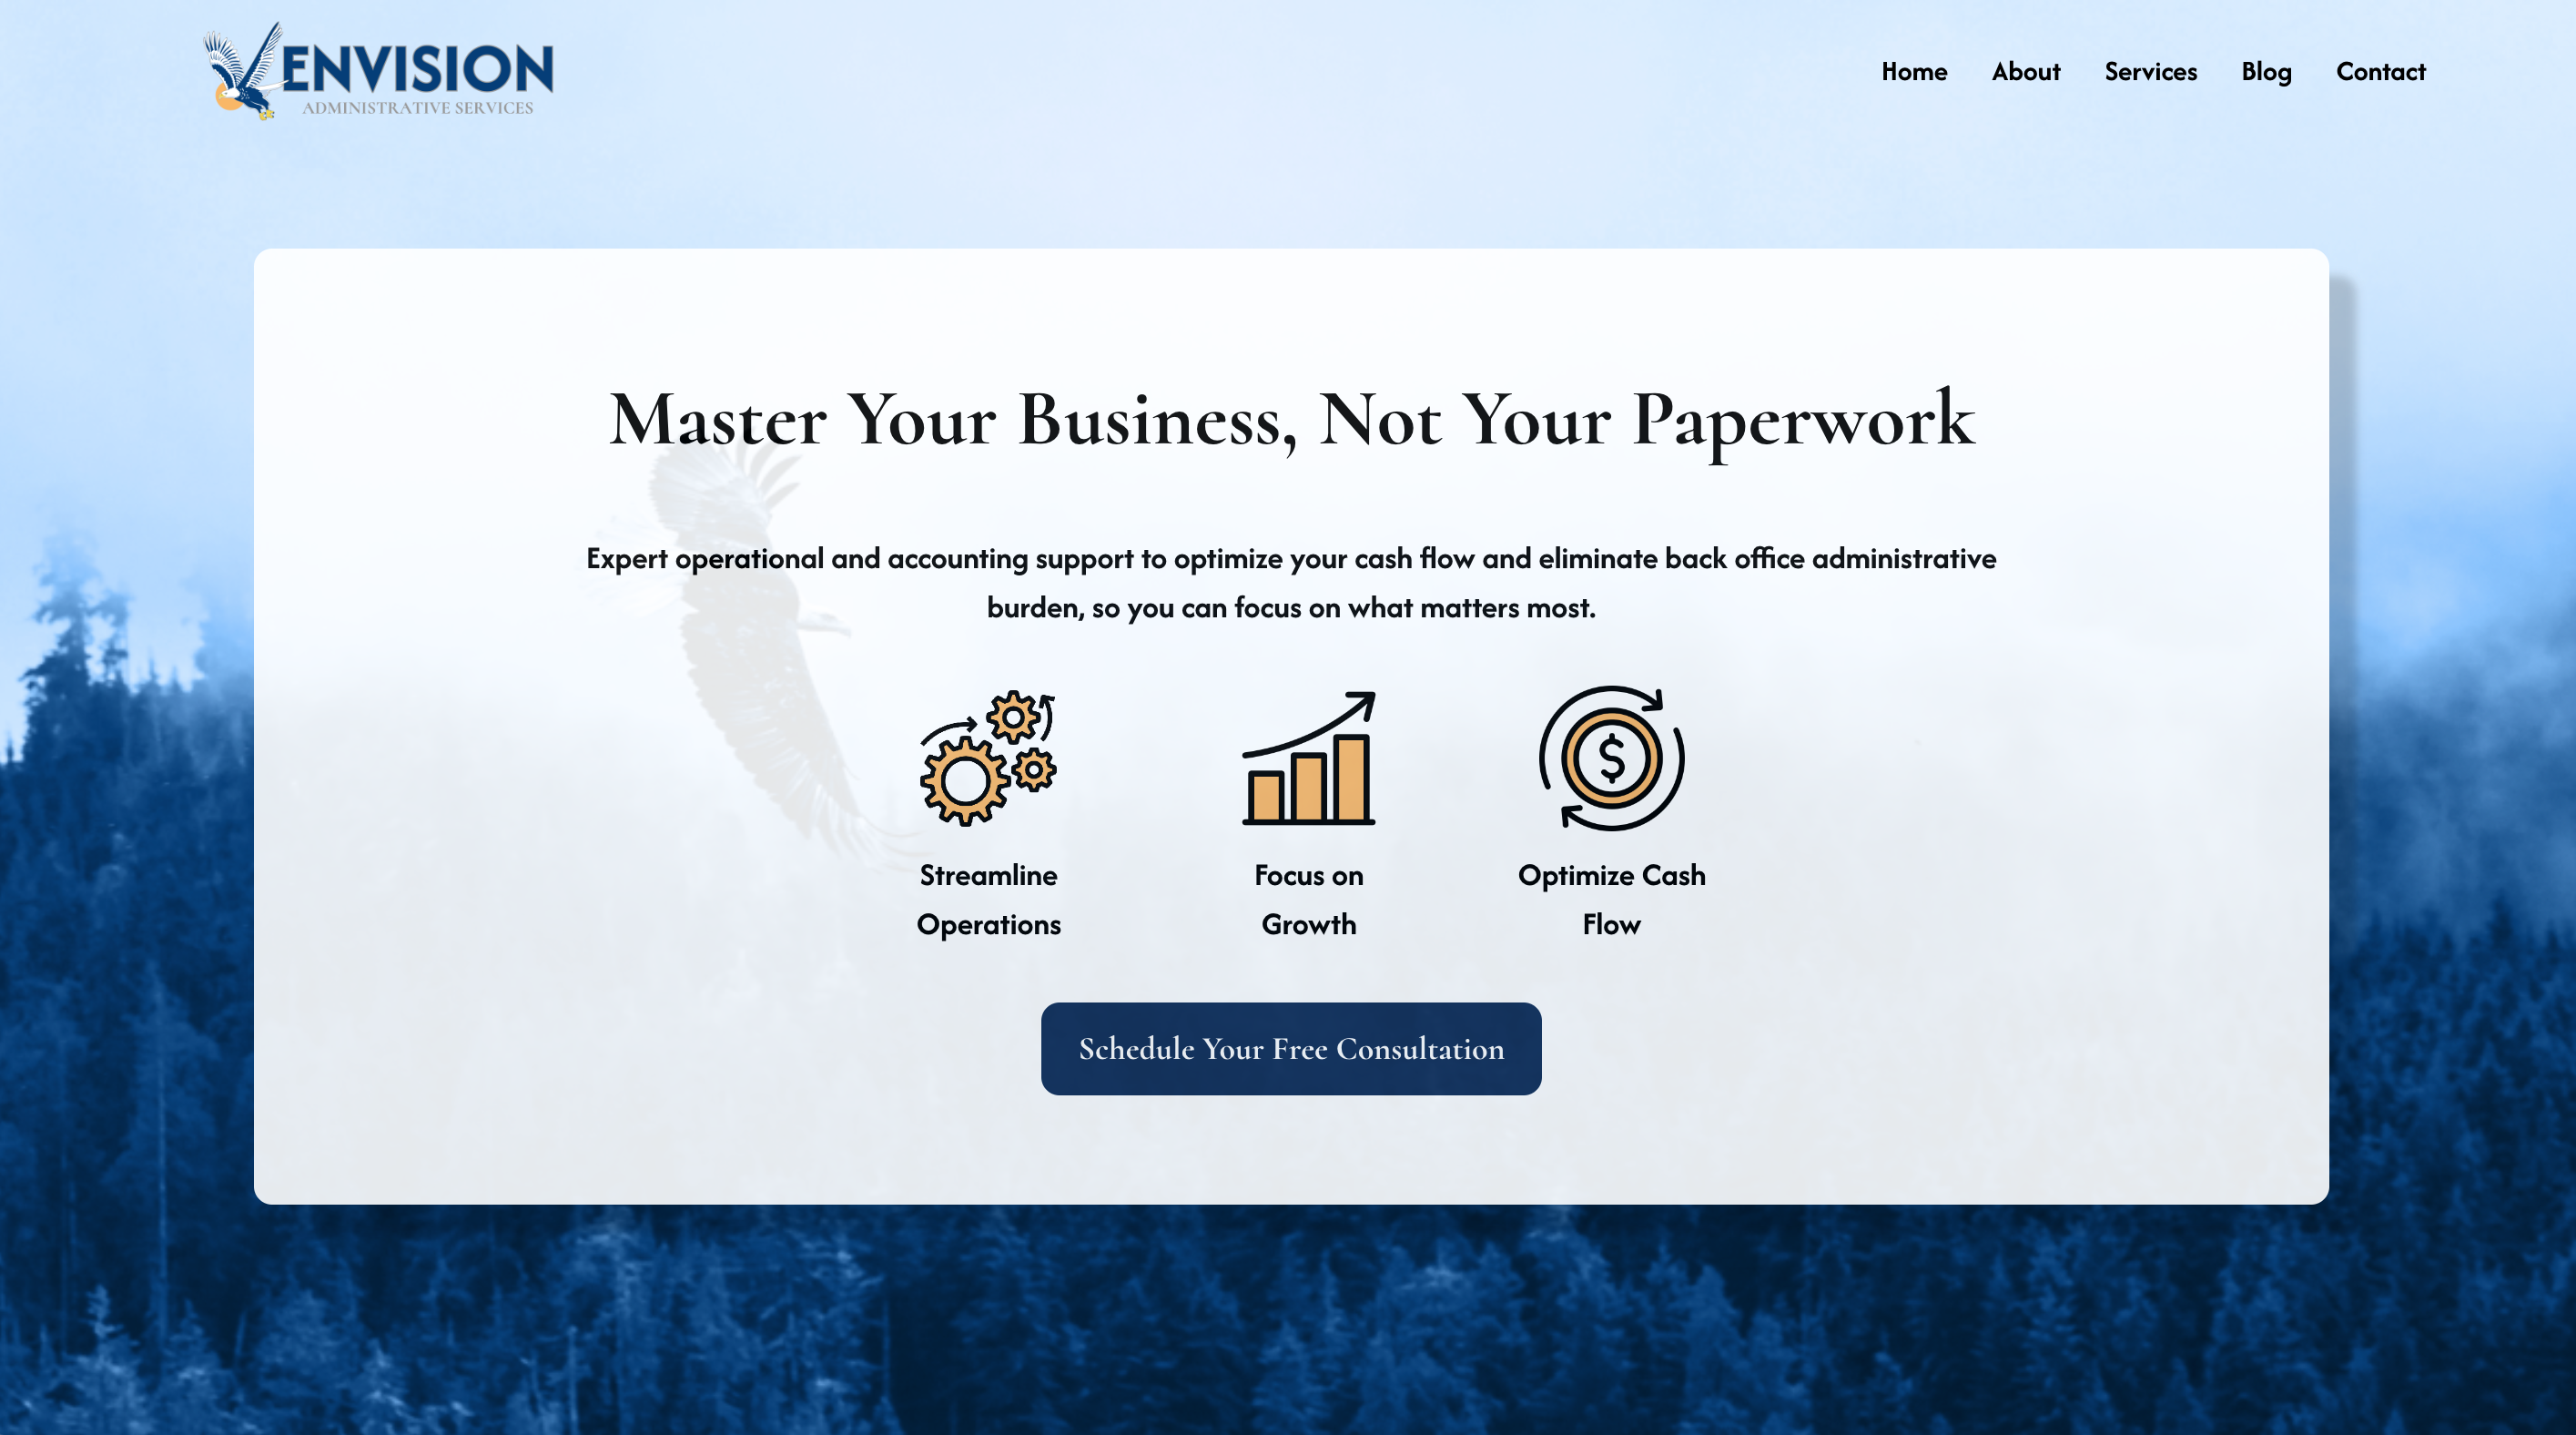 ENVISION
ADMINISTRATIVE SERVICES
Home About Services Blog Contact
Master Your Business, Not Your Paperwork
Expert operational and accounting support to optimize your cash flow and eliminate back office administrative
burden, so you can focus on what matters most.
$
Streamline
Operations
Focus on
Growth
Optimize Cash
Flow
Schedule Your Free Consultation